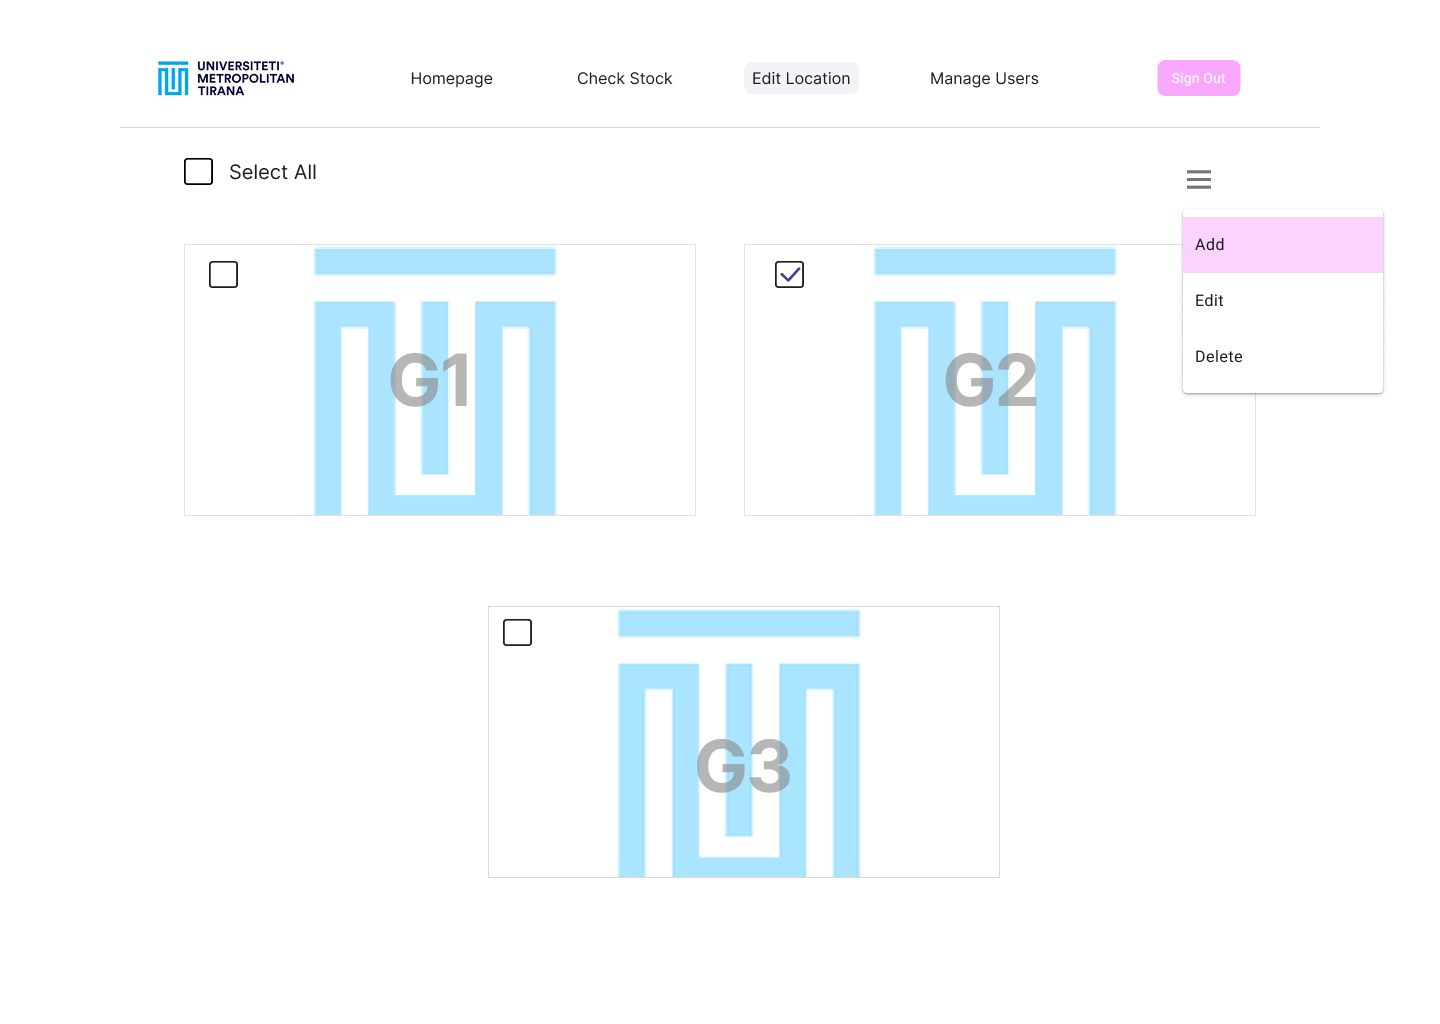 UNIVERSITETI®
METROPOLITAN
TIRANA
Homepage
Check Stock
Edit Location
Manage Users
Sign Out
Select All
Add
Edit
Delete
G1
G2
G3